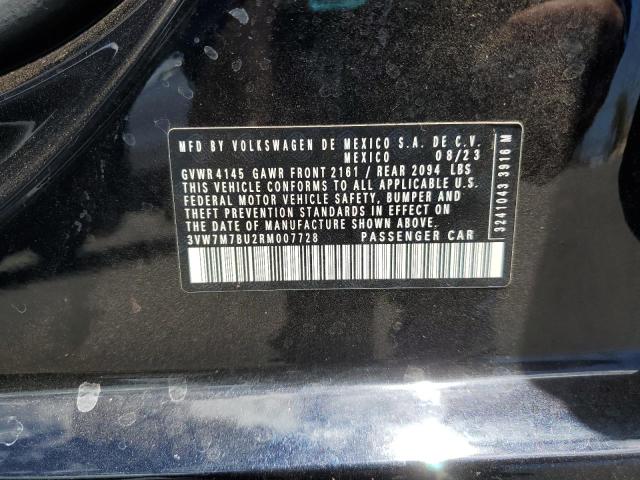 MFD BY VOLKSWAGEN DE MEXICO S.A. DE C.V.
MEXICO 08/23
GVWR 4145 GAWR FRONT 2161 / REAR 2094 LBS
THIS VEHICLE CONFORMS TO ALL APPLICABLE U.S.
FEDERAL MOTOR VEHICLE SAFETY, BUMPER AND
THEFT PREVENTION STANDARDS IN EFFECT ON
THE DATE OF MANUFACTURE SHOWN ABOVE.
3VW7M7BU2RM007728 PASSENGER CAR
3241043 3916 M